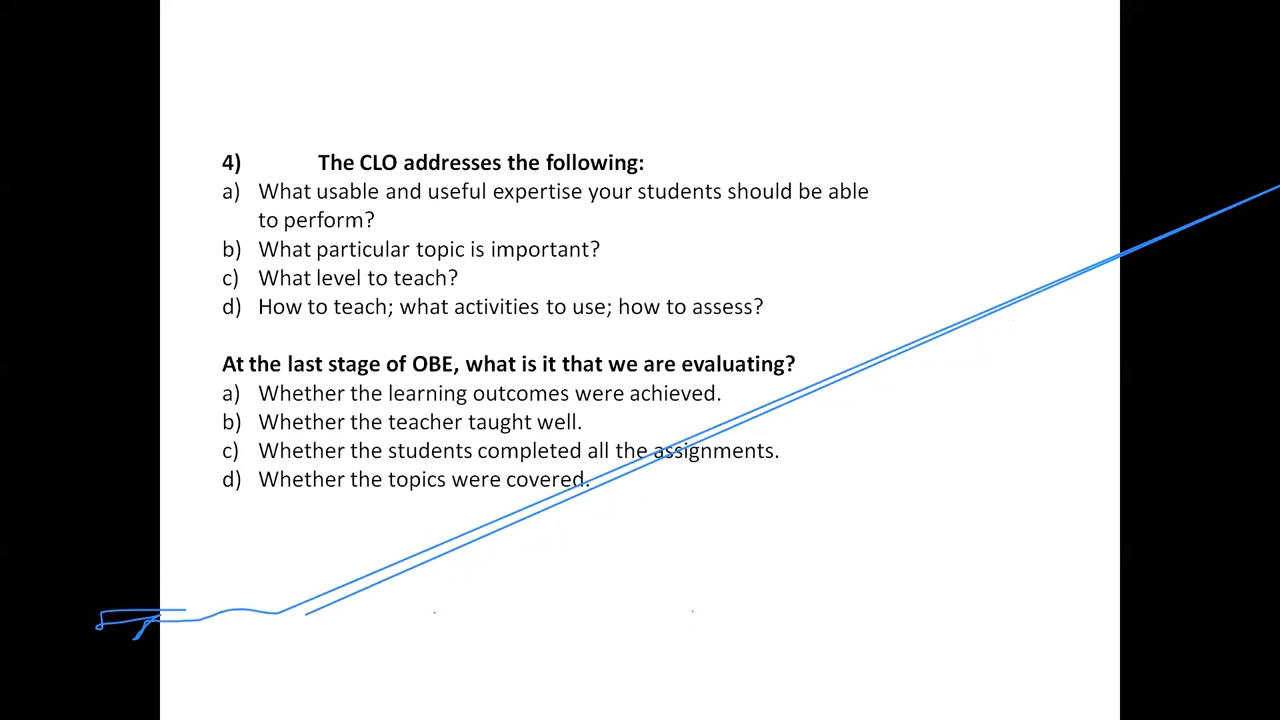 4) The CLO addresses the following:
a) What usable and useful expertise your students should be able
to perform?
b) What particular topic is important?
c) What level to teach?
d) How to teach; what activities to use; how to assess?
At the last stage of OBE, what is it that we are evaluating?
a) Whether the learning outcomes were achieved.
b) Whether the teacher taught well.
c) Whether the students completed all the assignments.
d) Whether the topics were covered.